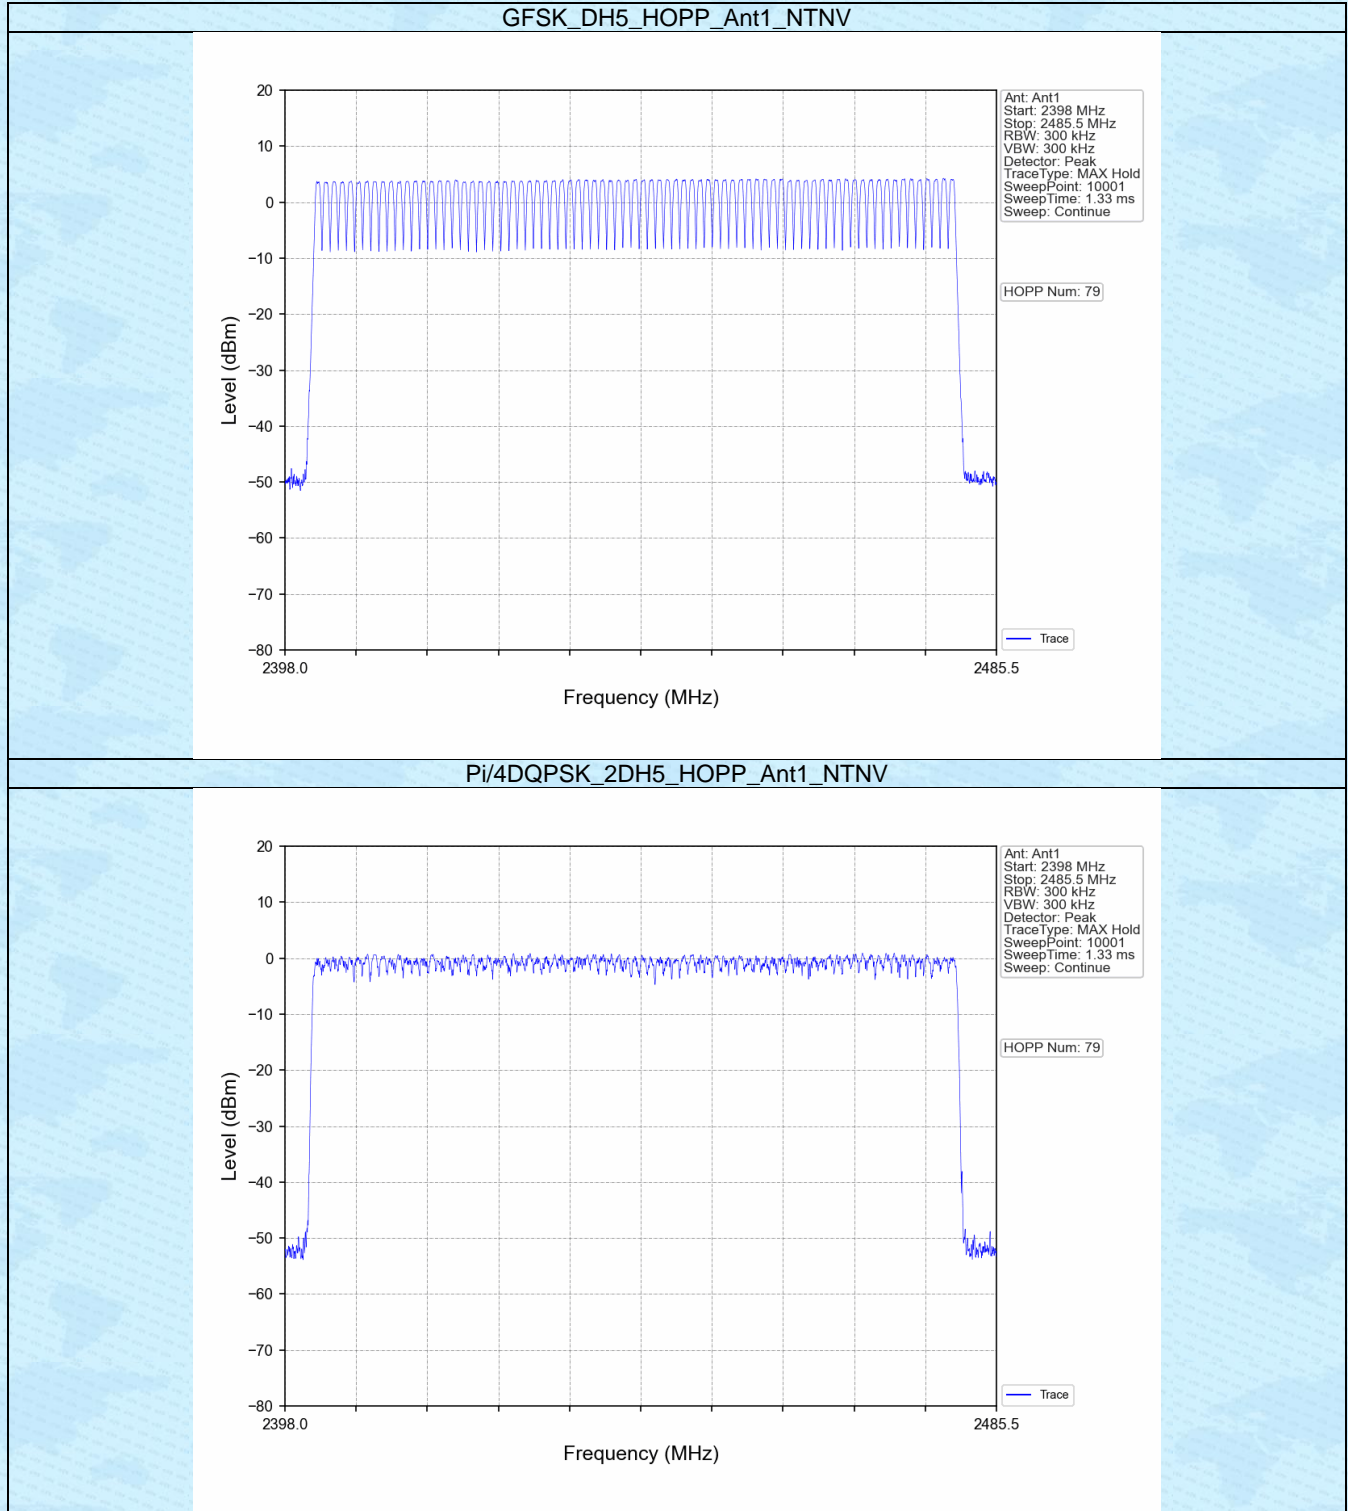 GFSK_DH5_HOPP_Ant1_NTNV
20
10
0
−10
−20
−30
−40
−50
−60
−70
−80
Level (dBm)
2398.0
2485.5
Frequency (MHz)
Ant: Ant1
Start: 2398 MHz
Stop: 2485.5 MHz
RBW: 300 kHz
VBW: 300 kHz
Detector: Peak
TraceType: MAX Hold
SweepPoint: 10001
SweepTime: 1.33 ms
Sweep: Continue
HOPP Num: 79
Trace
Pi/4DQPSK_2DH5_HOPP_Ant1_NTNV
20
10
0
−10
−20
−30
−40
−50
−60
−70
−80
Level (dBm)
2398.0
2485.5
Frequency (MHz)
Ant: Ant1
Start: 2398 MHz
Stop: 2485.5 MHz
RBW: 300 kHz
VBW: 300 kHz
Detector: Peak
TraceType: MAX Hold
SweepPoint: 10001
SweepTime: 1.33 ms
Sweep: Continue
HOPP Num: 79
Trace